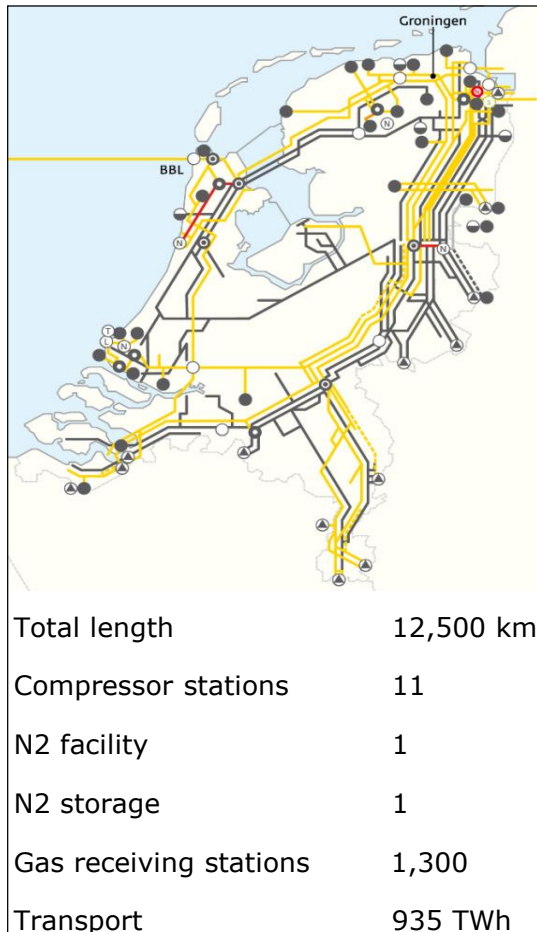 Groningen
S
N
BBL
N
N
T
L
N
Total length 12,500 km
Compressor stations 11
N2 facility 1
N2 storage 1
Gas receiving stations 1,300
Transport 935 TWh